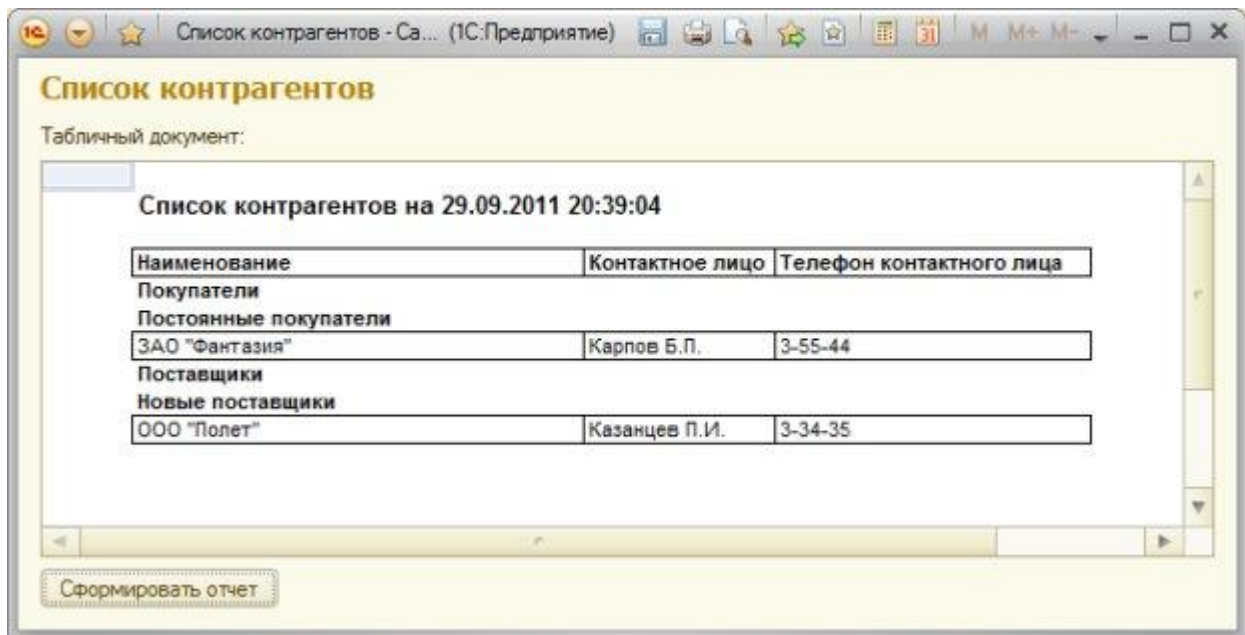 Список контрагентов - Са... (1С:Предприятие) 31 M M+ M-
Список контрагентов
Табличный документ:
Список контрагентов на 29.09.2011 20:39:04
Наименование Контактное лицо Телефон контактного лица
Покупатели
Постоянные покупатели
ЗАО "Фантазия" Карпов Б.П. 3-55-44
Поставщики
Новые поставщики
ООО "Полет" Казанцев П.И. 3-34-35
Сформировать отчет